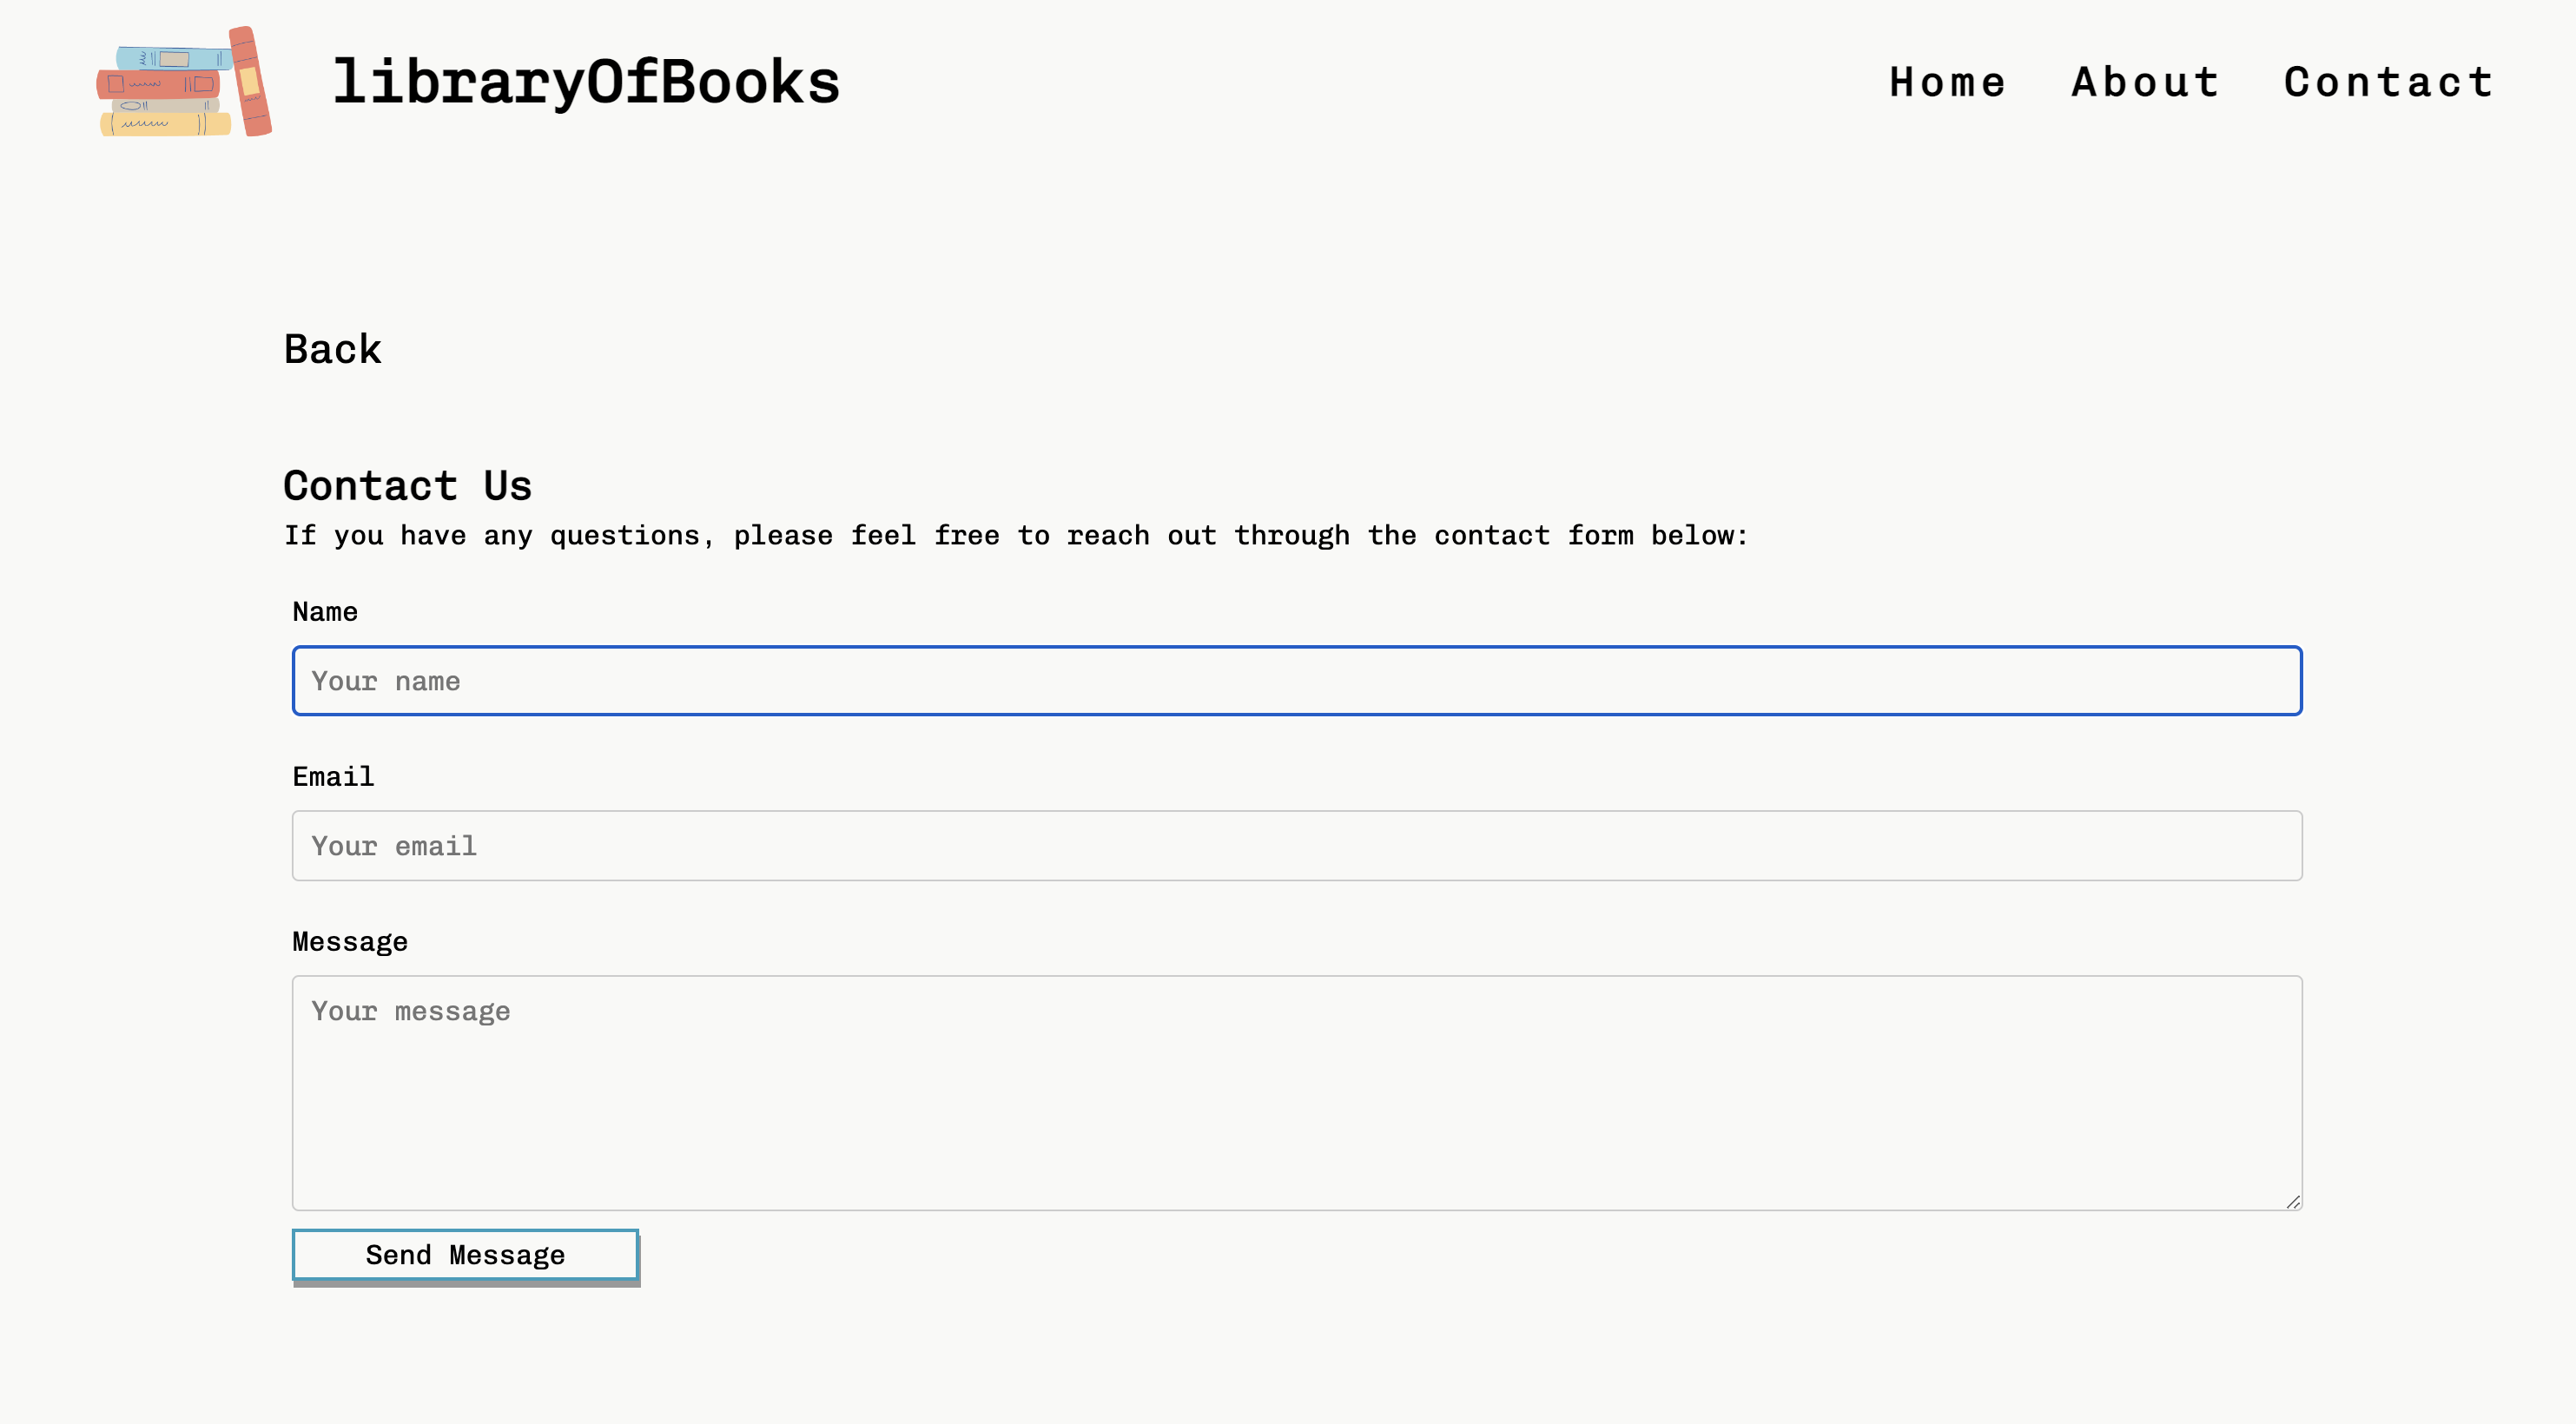 libraryOfBooks
Home About Contact
Back
Contact Us
If you have any questions, please feel free to reach out through the contact form below:
Name
Your name
Email
Your email
Message
Your message
Send Message